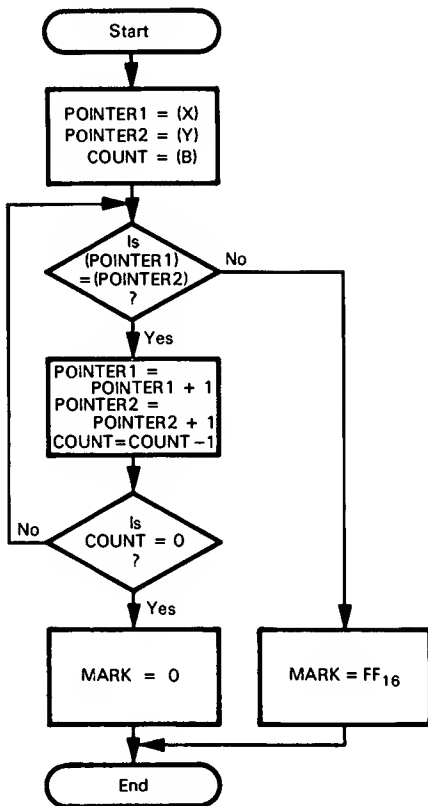 Start
POINTER1 = (X)
POINTER2 = (Y)
COUNT = (B)
Is
(POINTER1)
=(POINTER2)
?
No
Yes
POINTER1 =
POINTER1 + 1
POINTER2 =
POINTER2 + 1
COUNT=COUNT-1
Is
COUNT = 0
?
No
Yes
MARK = 0
MARK = FF16
End